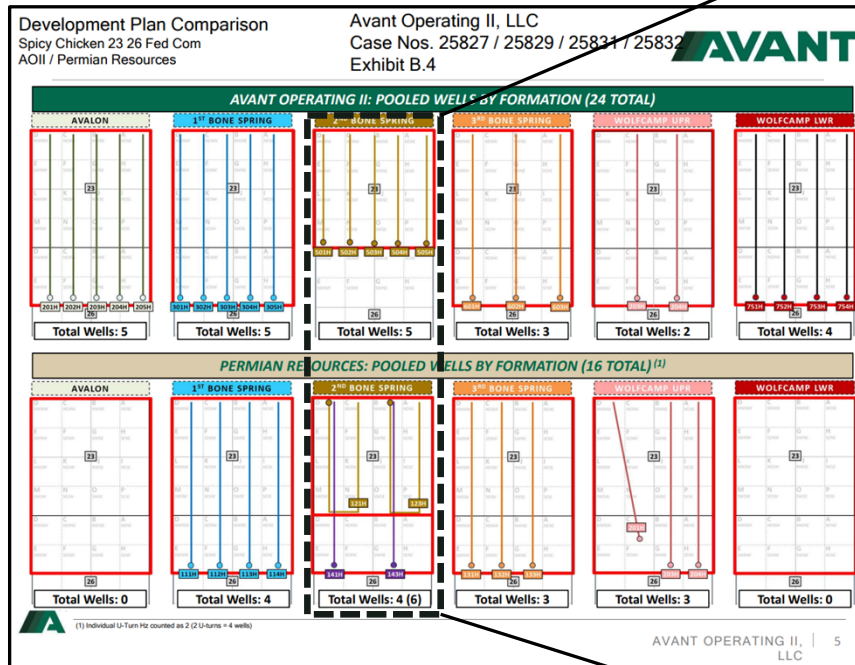 Development Plan Comparison
Spicy Chicken 23 26 Fed Com
AOII / Permian Resources
Avant Operating II, LLC
Case Nos. 25827 / 25829 / 25831 / 25832
Exhibit B.4
AVANT
AVANT OPERATING II: POOLED WELLS BY FORMATION (24 TOTAL)
AVALON
1ST BONE SPRING
2ND BONE SPRING
3RD BONE SPRING
WOLFCAMP UPR
WOLFCAMP LWR
23 23 23 23 23 23
501H 502H 503H 504H 505H
201H 202H 203H 204H 205H
301H 302H 303H 304H 305H
751H 752H 753H 754H
26 26 26 26 26 26
Total Wells: 5
Total Wells: 5
Total Wells: 5
Total Wells: 3
Total Wells: 2
Total Wells: 4
PERMIAN RESOURCES: POOLED WELLS BY FORMATION (16 TOTAL) (1)
AVALON
1ST BONE SPRING
2ND BONE SPRING
3RD BONE SPRING
WOLFCAMP UPR
WOLFCAMP LWR
23 23 23 23 23 23
121H 123H
111H 112H 113H 114H
141H 143H
131H 132H 133H
26 26 26 26 26 26
Total Wells: 0
Total Wells: 4
Total Wells: 4 (6)
Total Wells: 3
Total Wells: 3
Total Wells: 0
(1) Individual U-Turn Hz counted as 2 (2 U-turns = 4 wells)
AVANT OPERATING II, LLC
5